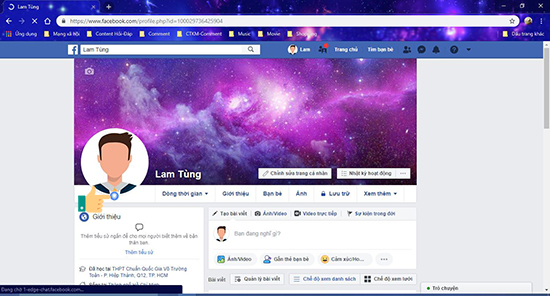 Lam Tùng
https://www.facebook.com/profile.php?id=100029736425904
Ứng dụng Mạng xã Hội Content Hỏi-Đáp Comment CTXM-Comment Music Movie Dấu trang khác
Lam Tùng Lam Trang chủ Tìm bạn bè
Lam Tùng Chỉnh sửa trang cá nhân Nhật ký hoạt động
Dòng thời gian Giới thiệu Bạn bè Ảnh Lưu trữ Xem thêm
Giới thiệu
Thêm tiểu sử ngắn để cho mọi người biết thêm về bản thân bạn.
Thêm tiểu sử
Đã học tại THPT Chuẩn Quốc Gia Võ Trường
Toản - P. Hiệp Thành, Q12, TP. HCM
Tạo bài viết Ảnh/Video Video trực tiếp Sự kiện trong đời
Bạn đang nghĩ gì?
Ảnh/Video Gắn thẻ bạn bè Cảm xúc/Ho...
Bài viết Quản lý bài viết Chế độ xem danh sách Chế độ xem lưới
Trò chuyện
Đang chờ 1-edge-chat.facebook.com...